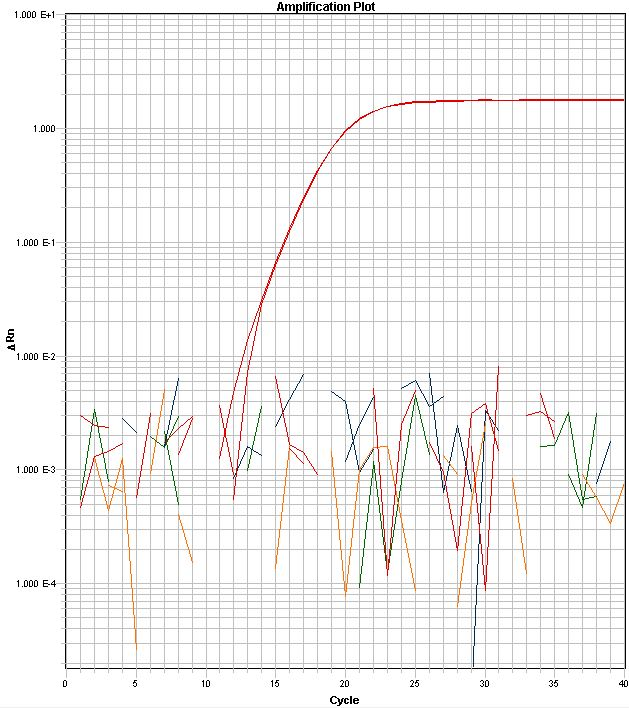 Amplification Plot
1.000 E+1
1.000
1.000 E-1
1.000 E-2
1.000 E-3
1.000 E-4
Δ Rn
0 5 10 15 20 25 30 35 40
Cycle